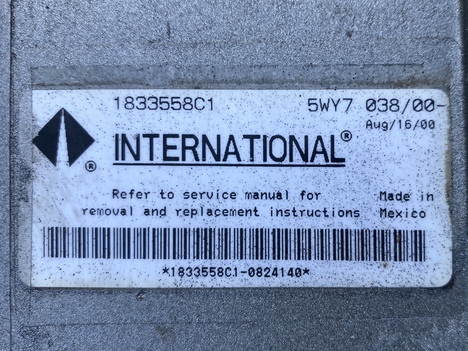 1833558C1 5WY7 038/00-
Aug/16/00
INTERNATIONAL®
®
Refer to service manual for Made in
removal and replacement instructions Mexico
*1833558C1-0824140*